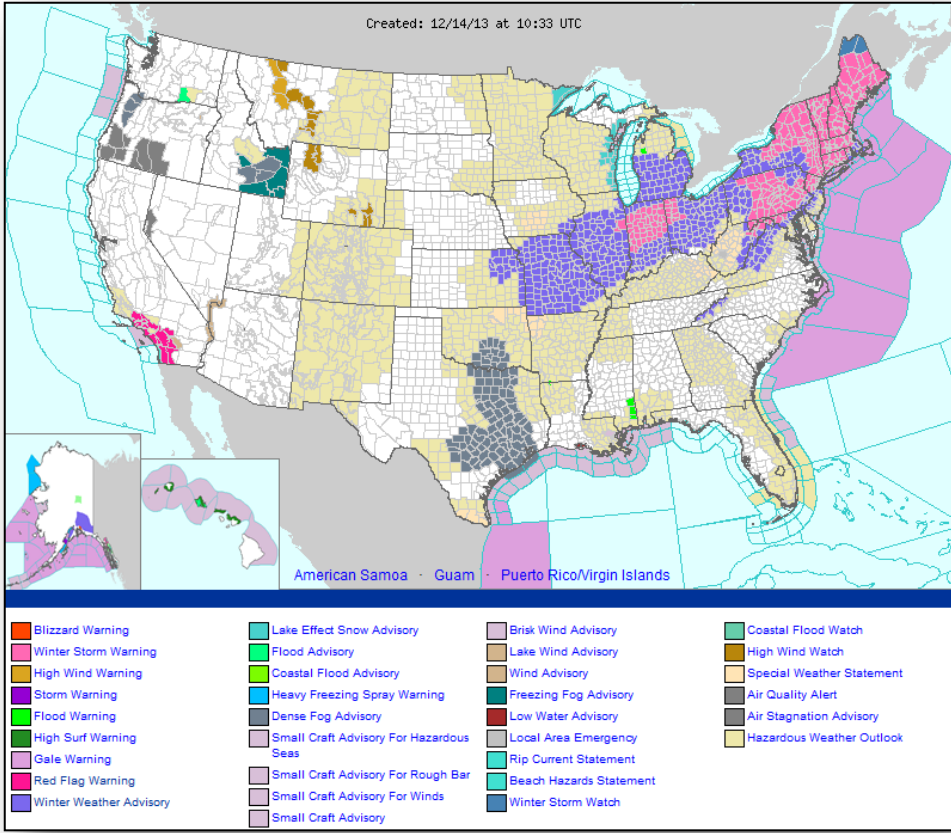 Created: 12/14/13 at 10:33 UTC
American Samoa · Guam · Puerto Rico/Virgin Islands
Blizzard Warning
Winter Storm Warning
High Wind Warning
Storm Warning
Flood Warning
High Surf Warning
Gale Warning
Red Flag Warning
Winter Weather Advisory
Lake Effect Snow Advisory
Flood Advisory
Coastal Flood Advisory
Heavy Freezing Spray Warning
Dense Fog Advisory
Small Craft Advisory For Hazardous
Seas
Small Craft Advisory For Rough Bar
Small Craft Advisory For Winds
Small Craft Advisory
Brisk Wind Advisory
Lake Wind Advisory
Wind Advisory
Freezing Fog Advisory
Low Water Advisory
Local Area Emergency
Rip Current Statement
Beach Hazards Statement
Winter Storm Watch
Coastal Flood Watch
High Wind Watch
Special Weather Statement
Air Quality Alert
Air Stagnation Advisory
Hazardous Weather Outlook